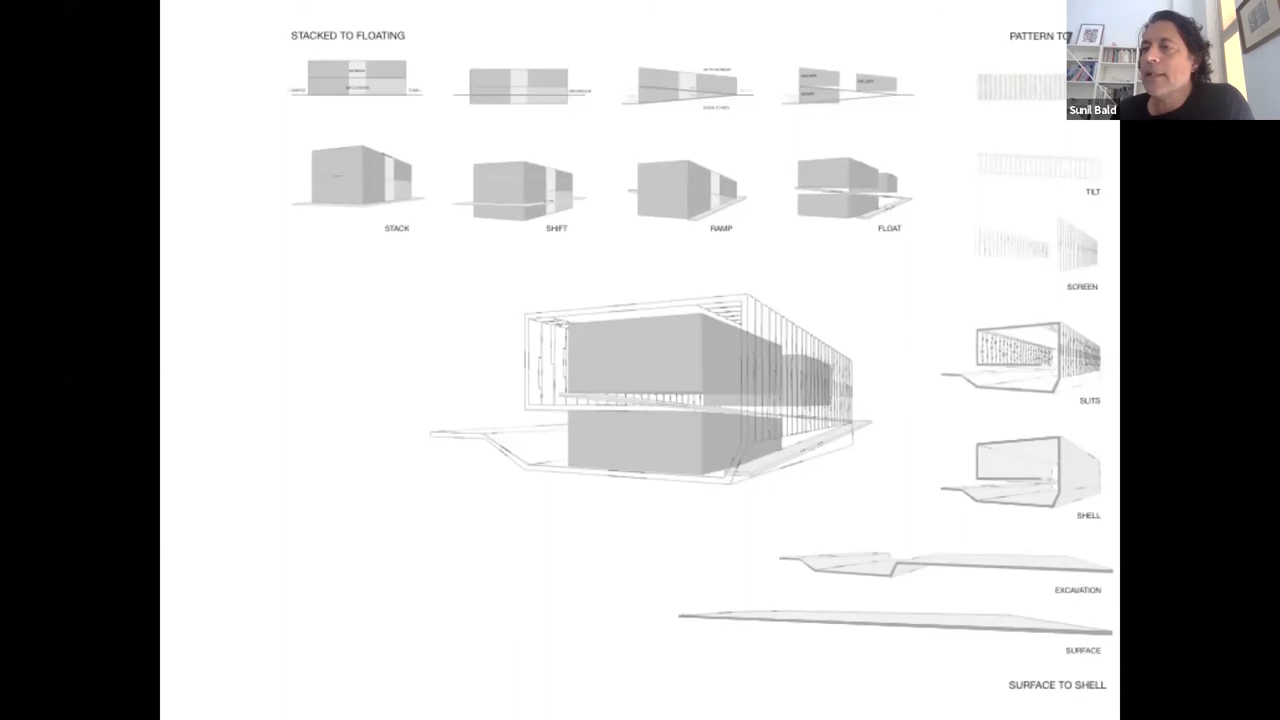 STACKED TO FLOATING
PATTERN TO
Sunil Bald
STACK
SHIFT
RAMP
FLOAT
TILT
SCREEN
SLITS
SHELL
EXCAVATION
SURFACE
SURFACE TO SHELL